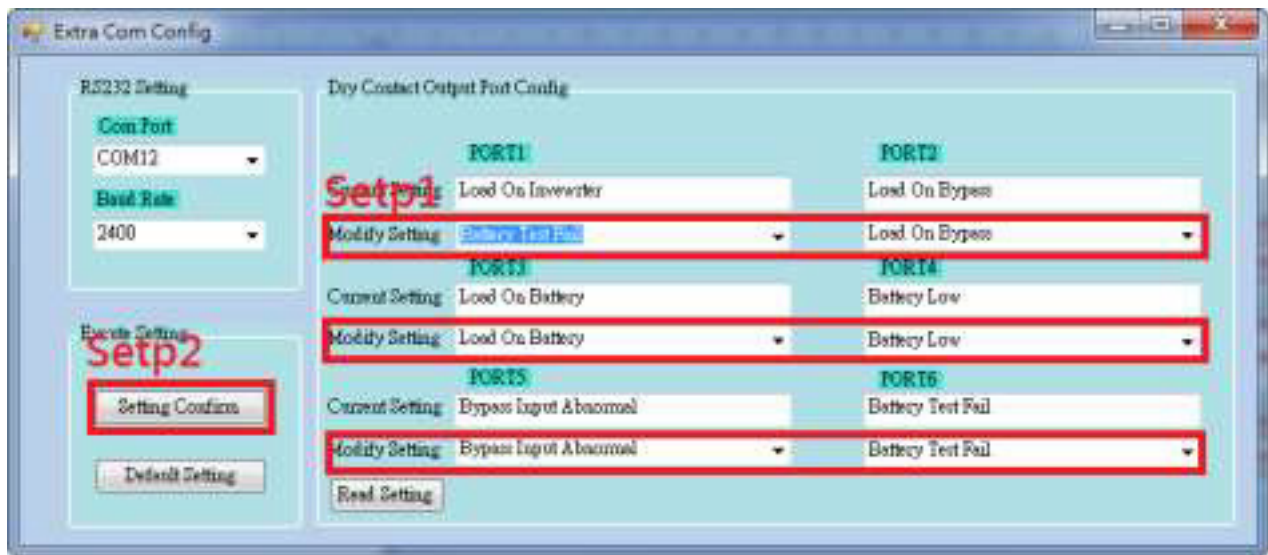 Extra Com Config
RS232 Setting
Com Port
COM12
Baud Rate
2400
Setp2
Setting Confirm
Default Setting
Dry Contact Output Port Config
PORT1 PORT2
Setp1 Load On Invewrter Load On Bypass
Modify Setting Battery Test Fail Load On Bypass
PORT3 PORT4
Current Setting Load On Battery Battery Low
Modify Setting Load On Battery Battery Low
PORT5 PORT6
Current Setting Bypass Input Abnormal Battery Test Fail
Modify Setting Bypass Input Abnormal Battery Test Fail
Read Setting